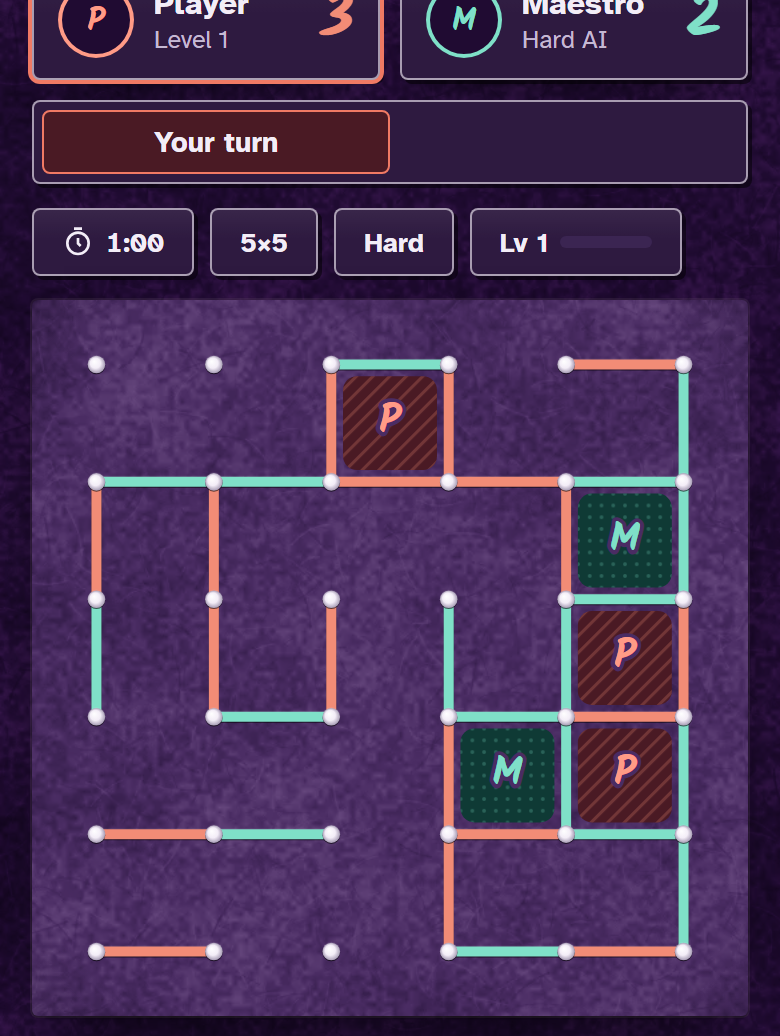 P Player 3
Level 1
M Maestro 2
Hard AI
Your turn
1:00
5×5
Hard
Lv 1
P
M
P
M
P